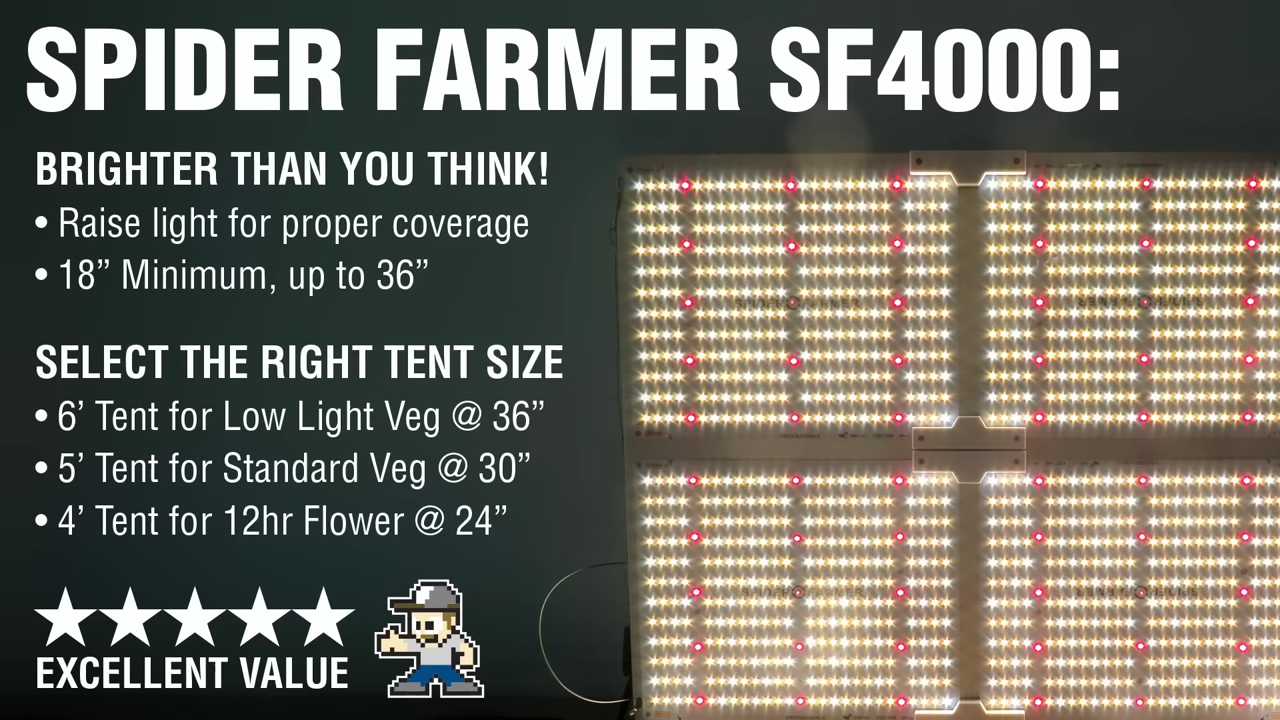 SPIDER FARMER SF4000:
BRIGHTER THAN YOU THINK!
• Raise light for proper coverage
• 18” Minimum, up to 36”
SELECT THE RIGHT TENT SIZE
• 6’ Tent for Low Light Veg @ 36”
• 5’ Tent for Standard Veg @ 30”
• 4’ Tent for 12hr Flower @ 24”
EXCELLENT VALUE
SPIDER FARMER